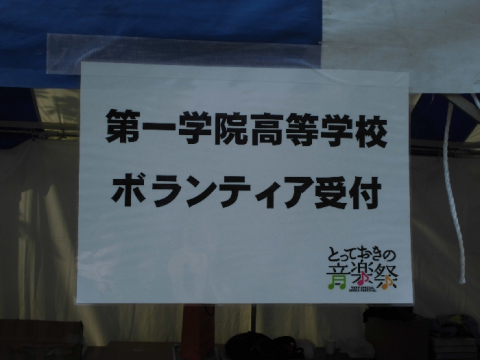 第一学院高等学校
ボランティア受付
とっておきの
音楽祭